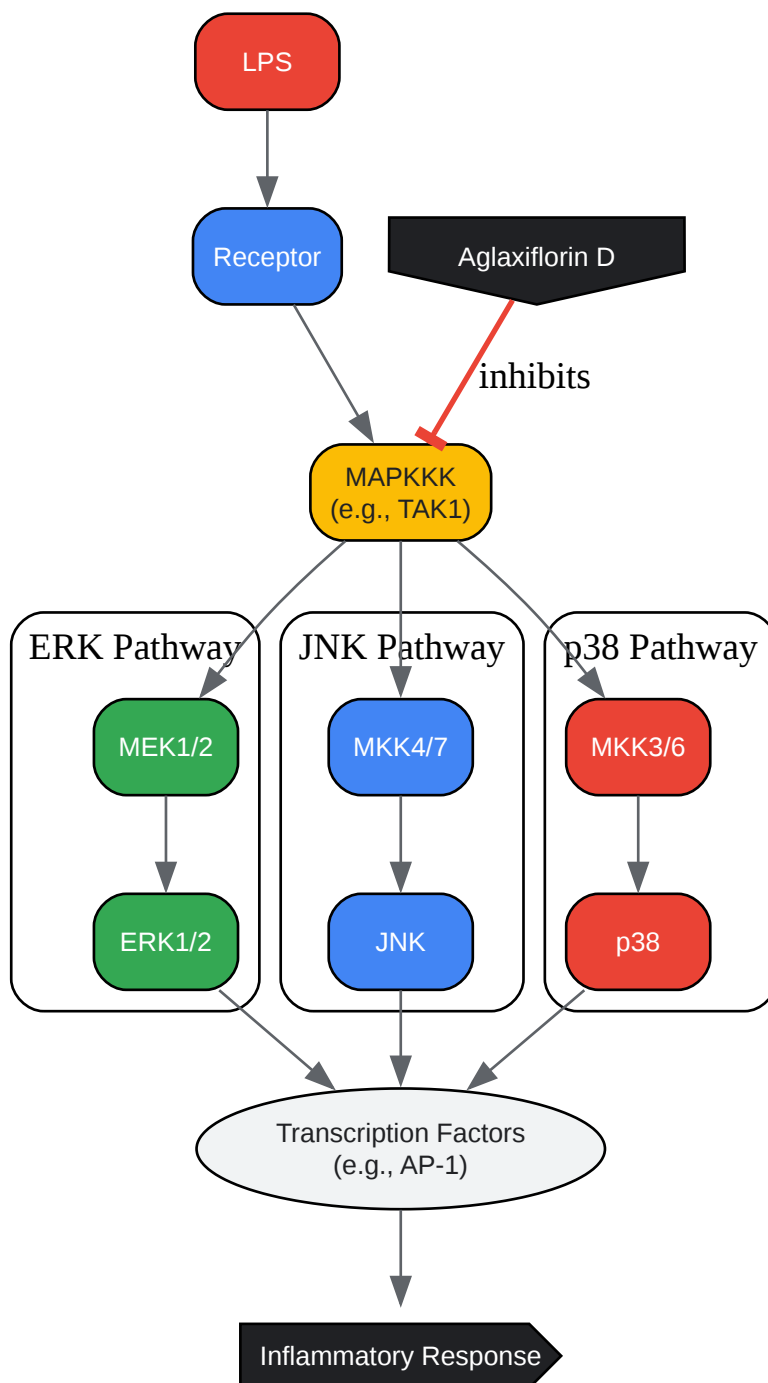 LPS
Receptor
Aglaxiflorin D
inhibits
MAPKKK
(e.g., TAK1)
ERK Pathway
JNK Pathway
p38 Pathway
MEK1/2
MKK4/7
MKK3/6
ERK1/2
JNK
p38
Transcription Factors
(e.g., AP-1)
Inflammatory Response